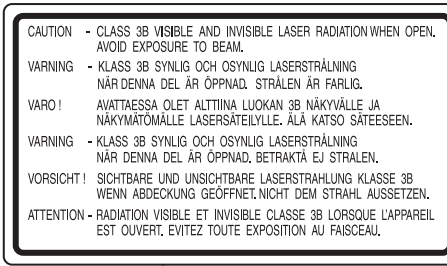 CAUTION - CLASS 3B VISIBLE AND INVISIBLE LASER RADIATION WHEN OPEN.
AVOID EXPOSURE TO BEAM.
VARNING - KLASS 3B SYNLIG OCH OSYNLIG LASERSTRÅLNING
NÄR DENNA DEL ÄR ÖPPNAD. STRÅLEN ÄR FARLIG.
VARO ! AVATTAESSA OLET ALTTIINA LUOKAN 3B NÄKYVÄLLE JA
NÄKYMÄTÖMÄLLE LASERSÄTEILYLLE. ÄLÄ KATSO SÄTEESEEN.
VARNING - KLASS 3B SYNLIG OCH OSYNLIG LASERSTRÅLNING
NÄR DENNA DEL ÄR ÖPPNAD. BETRAKTÅ EJ STRALEN.
VORSICHT ! SICHTBARE UND UNSICHTBARE LASERSTRAHLUNG KLASSE 3B
WENN ABDECKUNG GEÖFFNET. NICHT DEM STRAHL AUSSETZEN.
ATTENTION - RADIATION VISIBLE ET INVISIBLE CLASSE 3B LORSQUE L'APPAREIL
EST OUVERT. EVITEZ TOUTE EXPOSITION AU FAISCEAU.